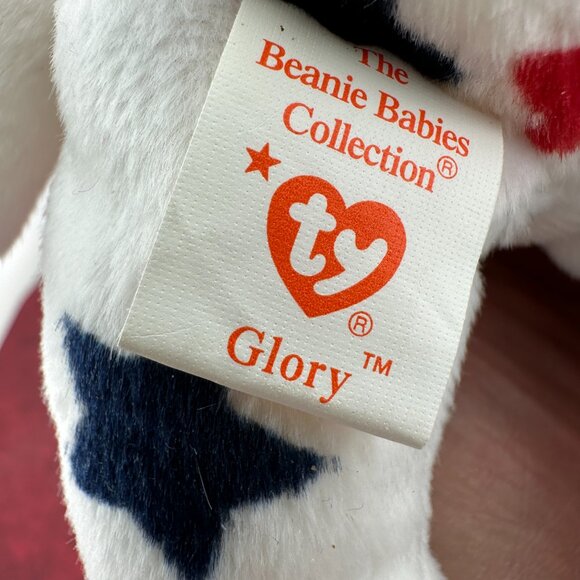 The
Beanie Babies
Collection®
ty
®
Glory™